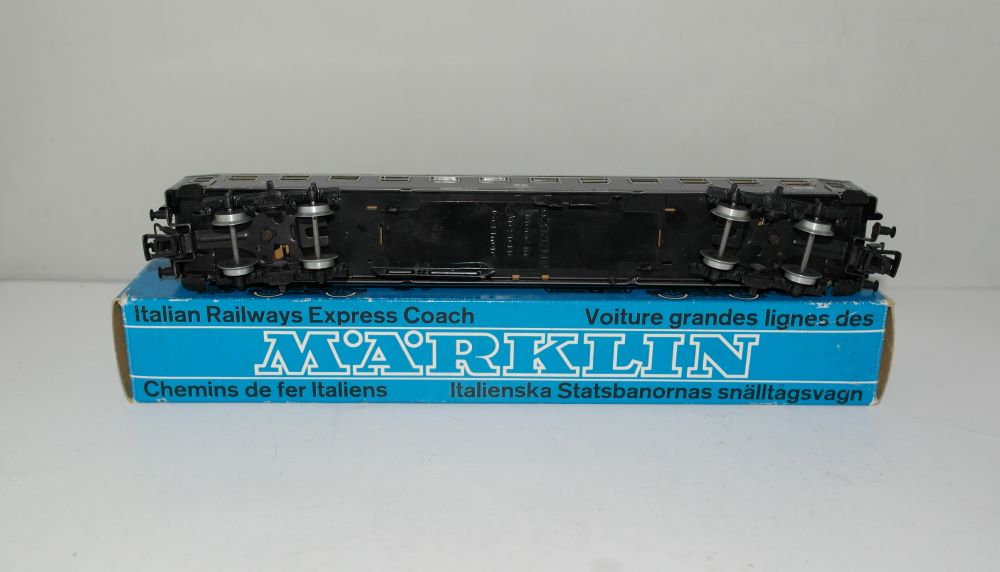 Italian Railways Express Coach Voiture grandes lignes des
MÄRKLIN
Chemins de fer Italiens Italienska Statsbanornas snälltågsvagn